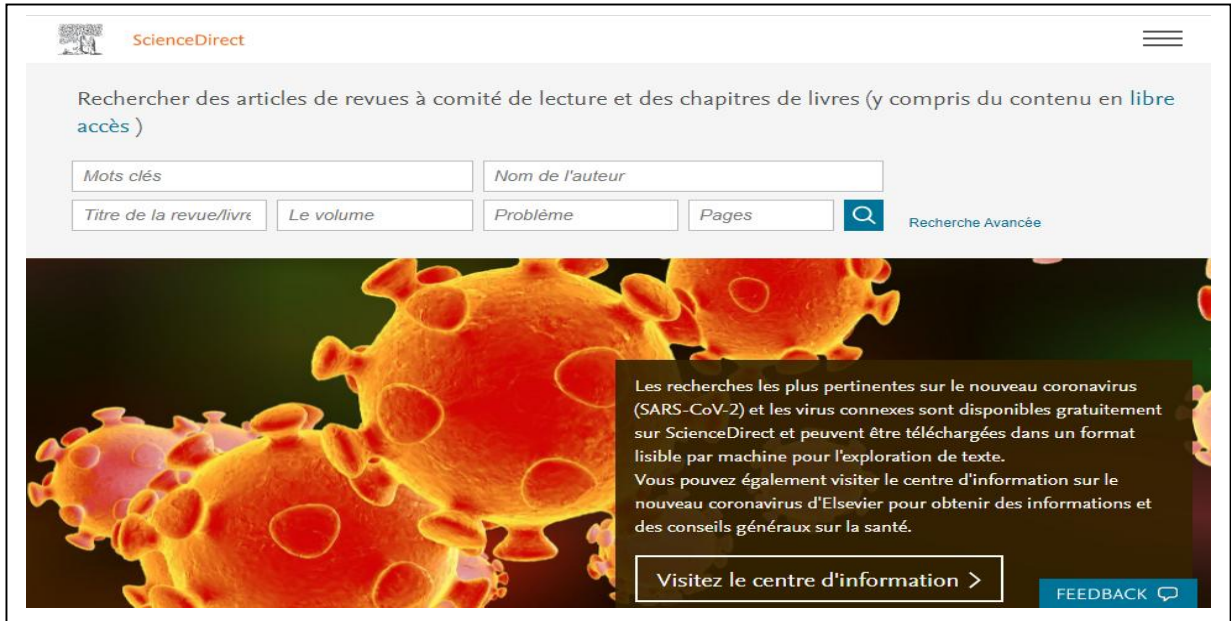 ScienceDirect
Rechercher des articles de revues à comité de lecture et des chapitres de livres (y compris du contenu en libre
accès )
Mots clés
Nom de l'auteur
Titre de la revue/livre
Le volume
Problème
Pages
Recherche Avancée
Les recherches les plus pertinentes sur le nouveau coronavirus
(SARS-CoV-2) et les virus connexes sont disponibles gratuitement
sur ScienceDirect et peuvent être téléchargées dans un format
lisible par machine pour l'exploration de texte.
Vous pouvez également visiter le centre d'information sur le
nouveau coronavirus d'Elsevier pour obtenir des informations et
des conseils généraux sur la santé.
Visitez le centre d'information >
FEEDBACK